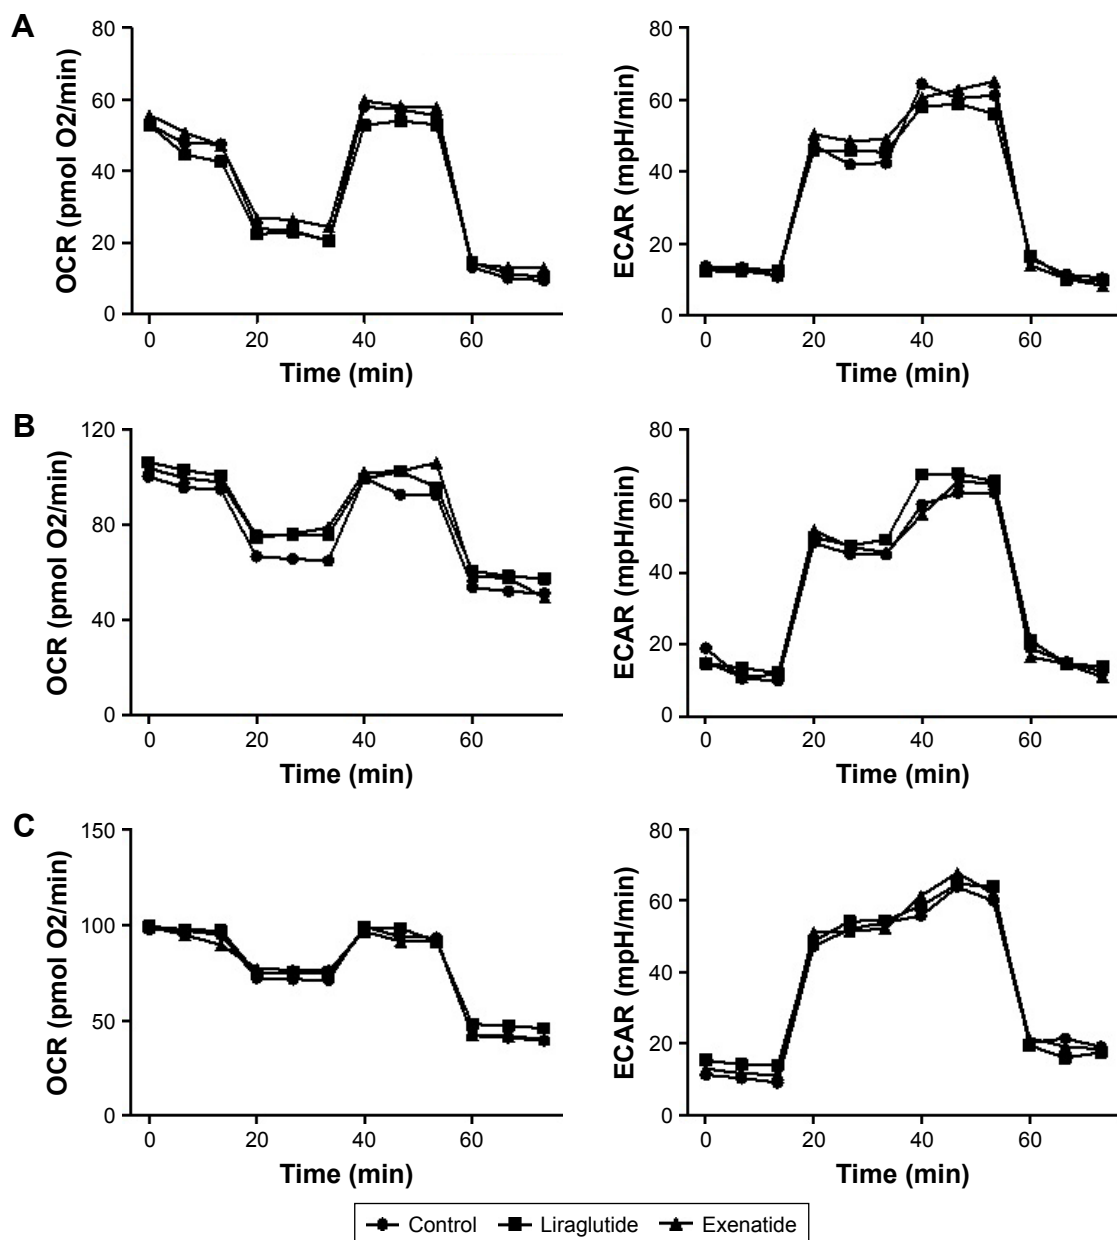 A
OCR (pmol O2/min)
80
60
40
20
0
0 20 40 60
Time (min)
ECAR (mpH/min)
80
60
40
20
0
0 20 40 60
Time (min)
B
OCR (pmol O2/min)
120
80
40
0
0 20 40 60
Time (min)
ECAR (mpH/min)
80
60
40
20
0
0 20 40 60
Time (min)
C
OCR (pmol O2/min)
150
100
50
0
0 20 40 60
Time (min)
ECAR (mpH/min)
80
60
40
20
0
0 20 40 60
Time (min)
Control Liraglutide Exenatide